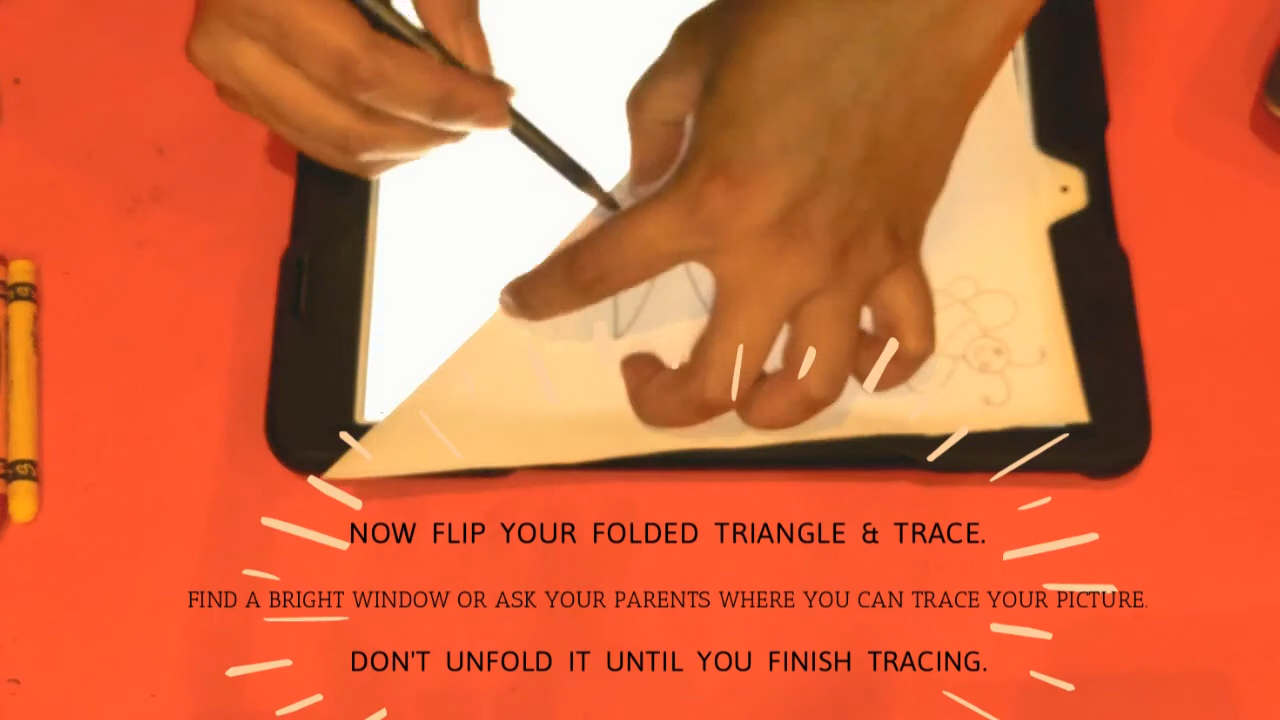 NOW FLIP YOUR FOLDED TRIANGLE & TRACE.
FIND A BRIGHT WINDOW OR ASK YOUR PARENTS WHERE YOU CAN TRACE YOUR PICTURE.
DON'T UNFOLD IT UNTIL YOU FINISH TRACING.